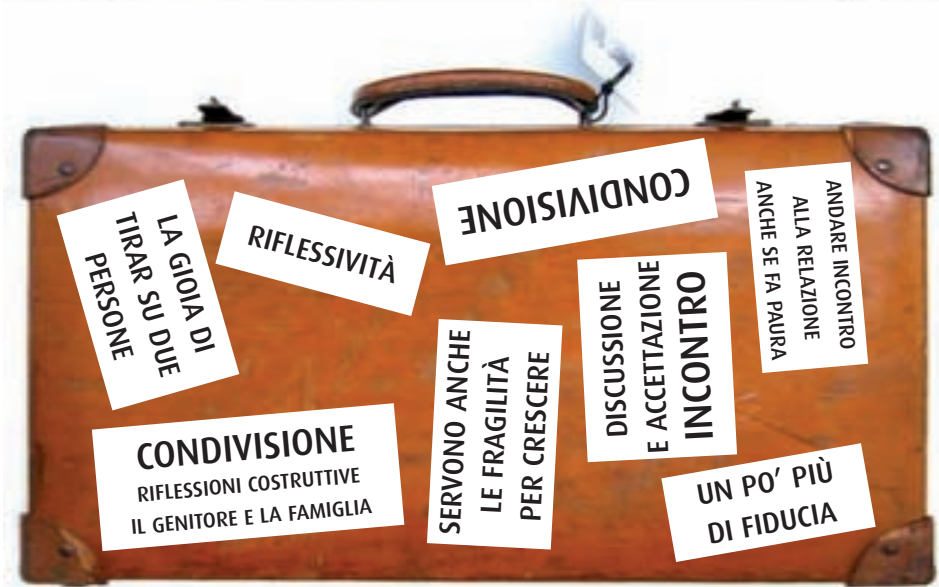 LA GIOIA DI
TIRAR SU DUE
PERSONE
RIFLESSIVITÀ
CONDIVISIONE
ANDARE INCONTRO
ALLA RELAZIONE
ANCHE SE FA PAURA
DISCUSSIONE
E ACCETTAZIONE
INCONTRO
SERVONO ANCHE
LE FRAGILITÀ
PER CRESCERE
CONDIVISIONE
RIFLESSIONI COSTRUTTIVE
IL GENITORE E LA FAMIGLIA
UN PO’ PIÙ
DI FIDUCIA